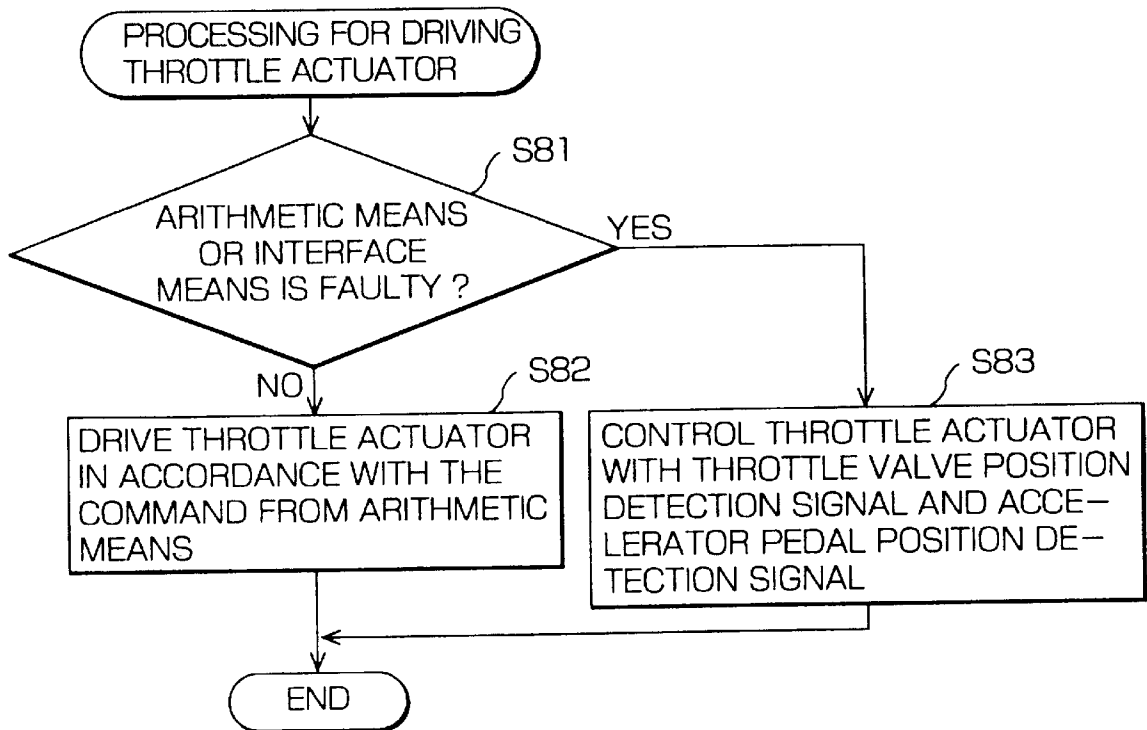 PROCESSING FOR DRIVING
THROTTLE ACTUATOR
S81
ARITHMETIC MEANS
OR INTERFACE
MEANS IS FAULTY ?
YES
NO
S82
DRIVE THROTTLE ACTUATOR
IN ACCORDANCE WITH THE
COMMAND FROM ARITHMETIC
MEANS
S83
CONTROL THROTTLE ACTUATOR
WITH THROTTLE VALVE POSITION
DETECTION SIGNAL AND ACCE-
LERATOR PEDAL POSITION DE-
TECTION SIGNAL
END